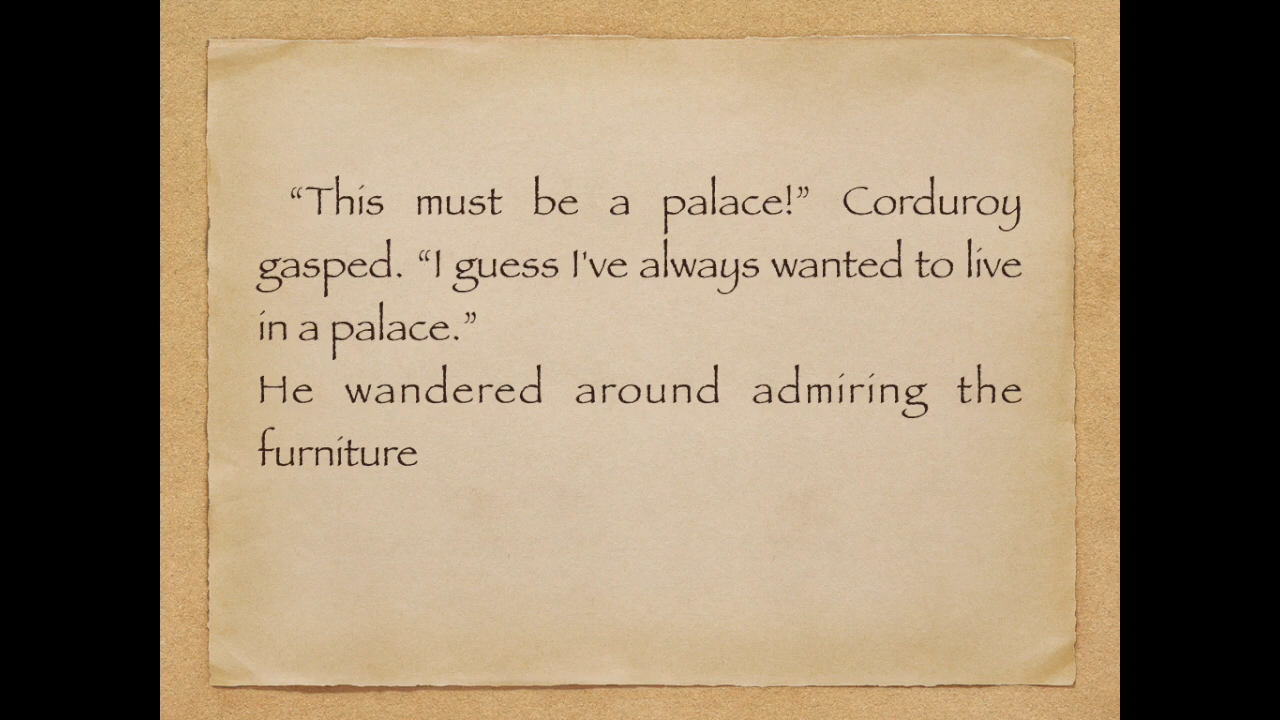 “This must be a palace!” Corduroy
gasped. “I guess I've always wanted to live
in a palace.”
He wandered around admiring the
furniture